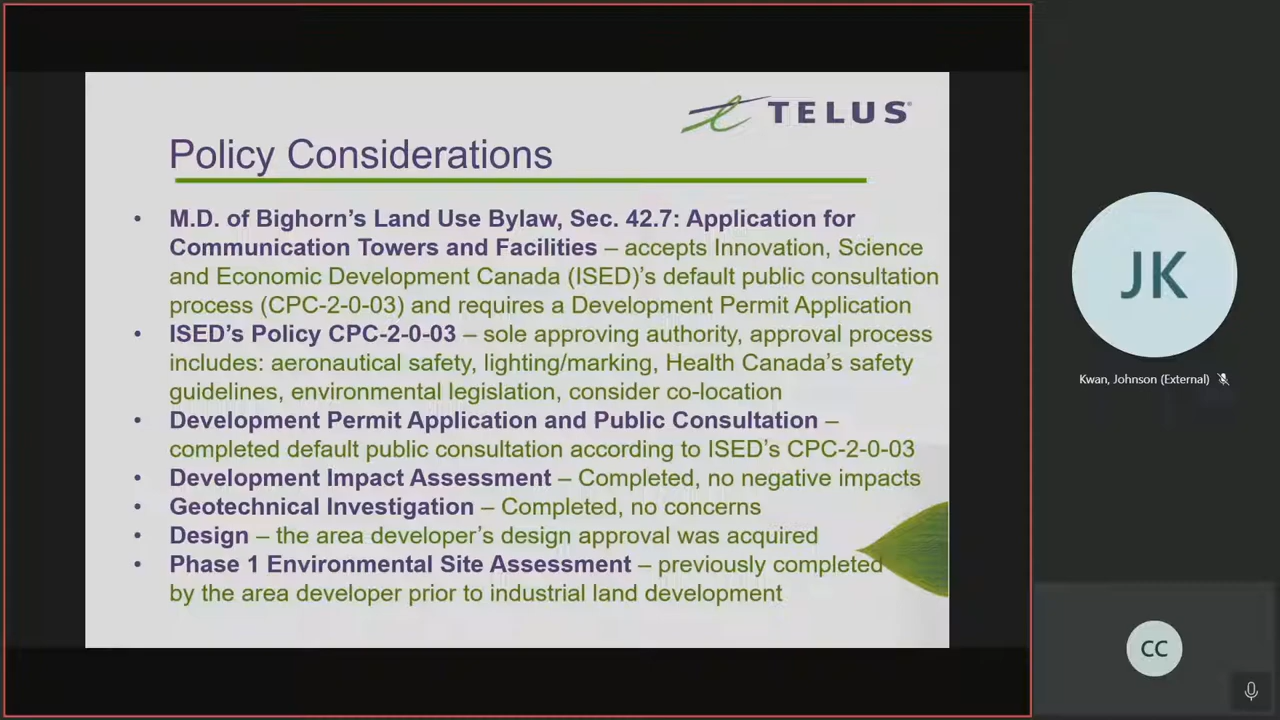 TELUS
Policy Considerations
• M.D. of Bighorn's Land Use Bylaw, Sec. 42.7: Application for
Communication Towers and Facilities – accepts Innovation, Science
and Economic Development Canada (ISED)'s default public consultation
process (CPC-2-0-03) and requires a Development Permit Application
• ISED's Policy CPC-2-0-03 – sole approving authority, approval process
includes: aeronautical safety, lighting/marking, Health Canada's safety
guidelines, environmental legislation, consider co-location
• Development Permit Application and Public Consultation –
completed default public consultation according to ISED's CPC-2-0-03
• Development Impact Assessment – Completed, no negative impacts
• Geotechnical Investigation – Completed, no concerns
• Design – the area developer's design approval was acquired
• Phase 1 Environmental Site Assessment – previously completed
by the area developer prior to industrial land development
JK
Kwan, Johnson (External)
CC